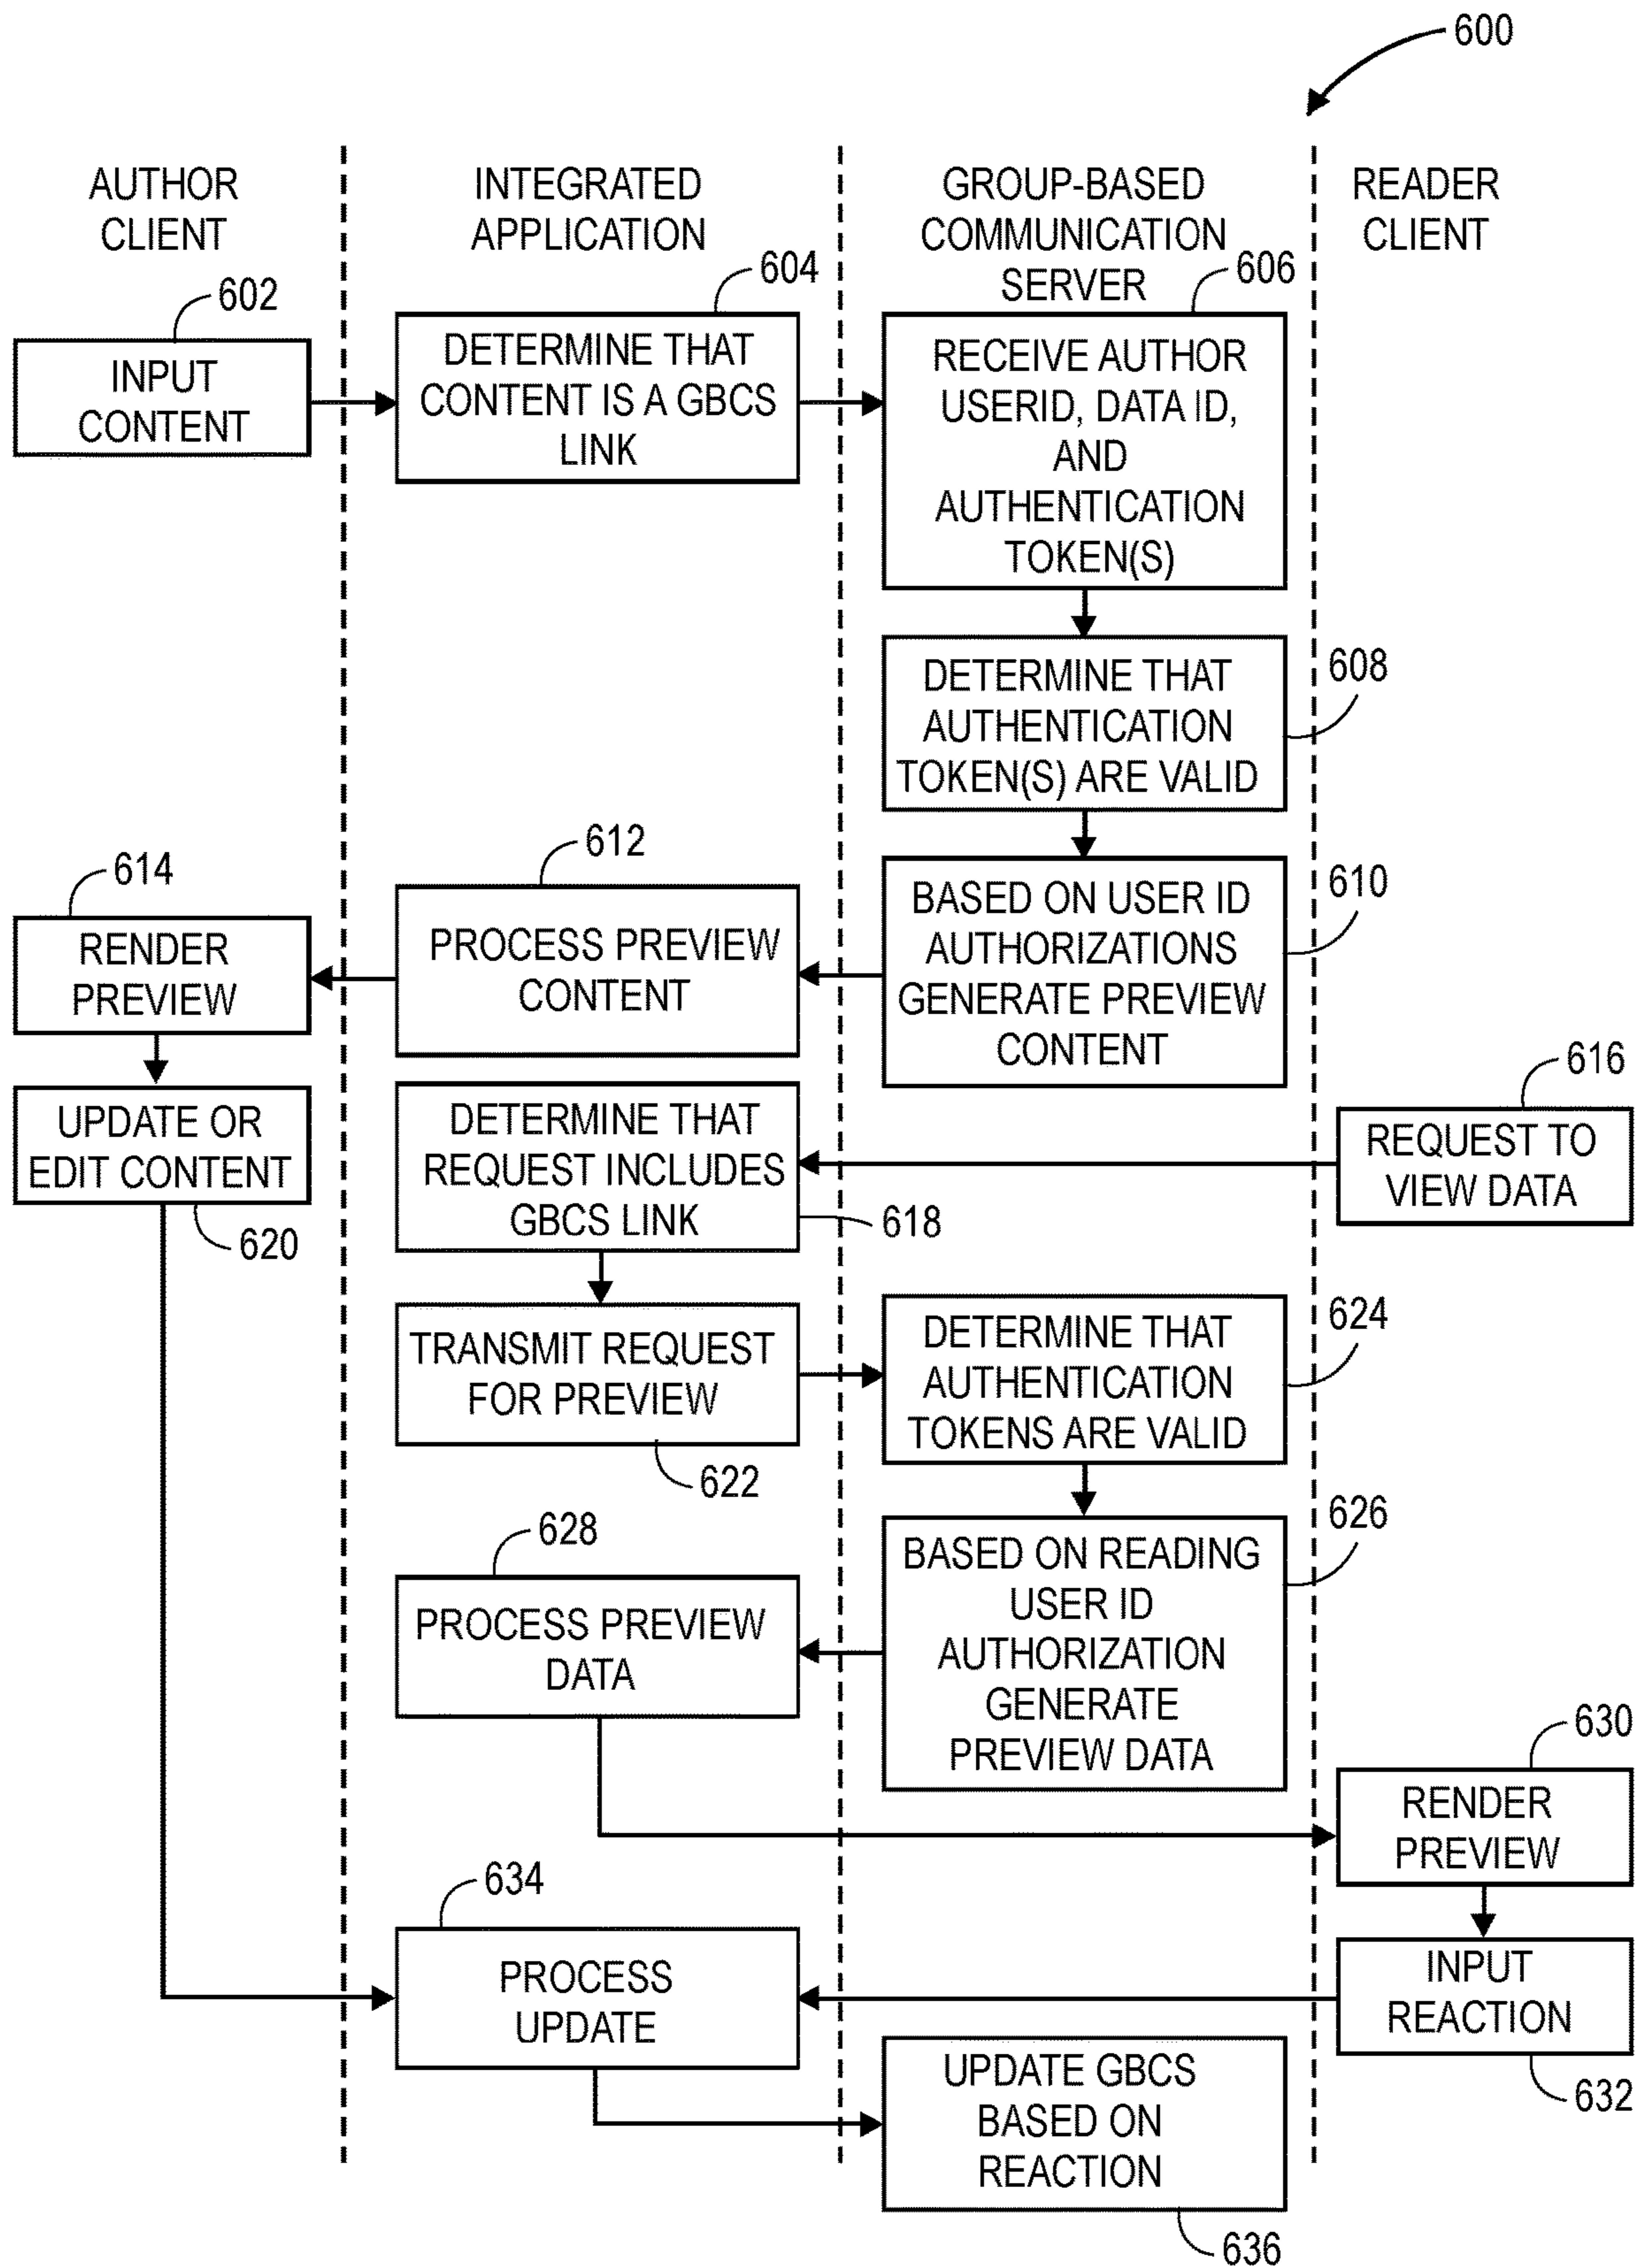 600
AUTHOR
CLIENT
INTEGRATED
APPLICATION
GROUP-BASED
COMMUNICATION
SERVER
READER
CLIENT
602
INPUT
CONTENT
604
DETERMINE THAT
CONTENT IS A GBCS
LINK
606
RECEIVE AUTHOR
USERID, DATA ID,
AND
AUTHENTICATION
TOKEN(S)
608
DETERMINE THAT
AUTHENTICATION
TOKEN(S) ARE VALID
610
BASED ON USER ID
AUTHORIZATIONS
GENERATE PREVIEW
CONTENT
612
PROCESS PREVIEW
CONTENT
614
RENDER
PREVIEW
616
REQUEST TO
VIEW DATA
DETERMINE THAT
REQUEST INCLUDES
GBCS LINK
618
UPDATE OR
EDIT CONTENT
620
TRANSMIT REQUEST
FOR PREVIEW
622
624
DETERMINE THAT
AUTHENTICATION
TOKENS ARE VALID
626
BASED ON READING
USER ID
AUTHORIZATION
GENERATE
PREVIEW DATA
628
PROCESS PREVIEW
DATA
630
RENDER
PREVIEW
INPUT
REACTION
632
634
PROCESS
UPDATE
UPDATE GBCS
BASED ON
REACTION
636